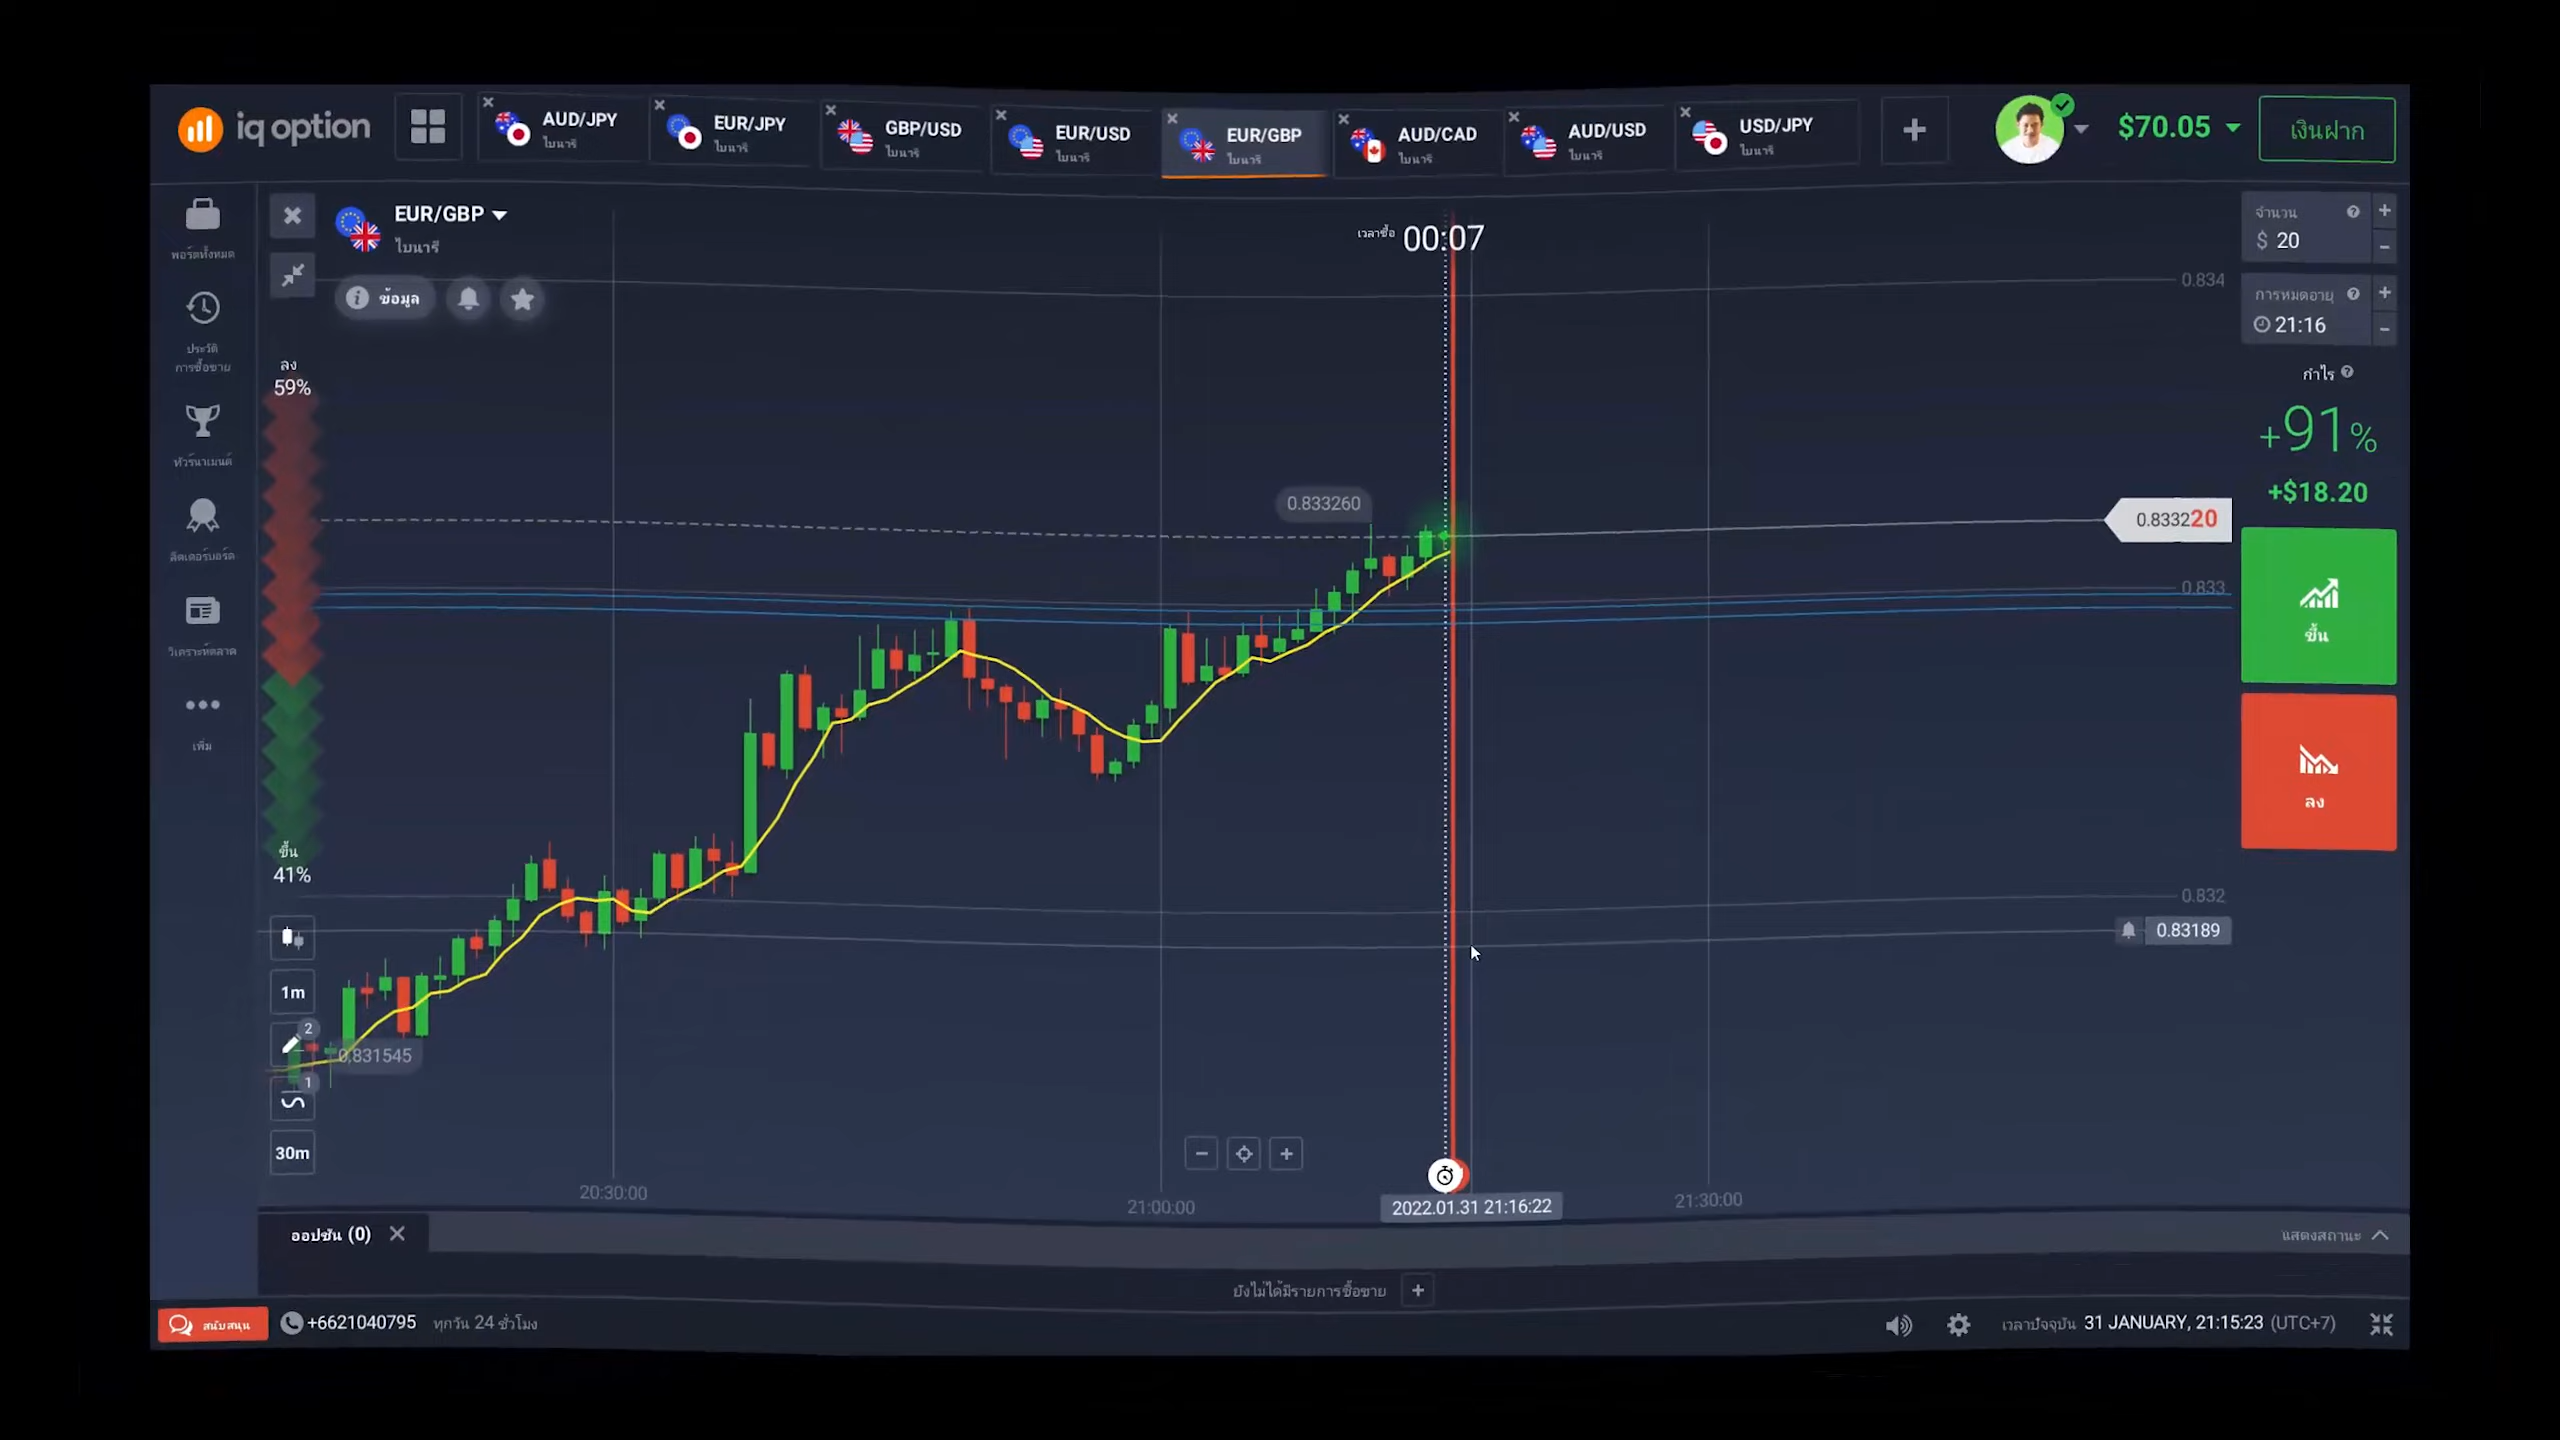 iq option
AUD/JPY
ไบนารี
EUR/JPY
ไบนารี
GBP/USD
ไบนารี
EUR/USD
ไบนารี
EUR/GBP
ไบนารี
AUD/CAD
ไบนารี
AUD/USD
ไบนารี
USD/JPY
ไบนารี
$70.05
เงินฝาก
พอร์ตทั้งหมด
ประวัติ
การซื้อขาย
ทัวร์นาเมนต์
ลีดเดอร์บอร์ด
วิเคราะห์ตลาด
เพิ่ม
EUR/GBP
ไบนารี
ข้อมูล
ลง
59%
ขึ้น
41%
1m
2
1
30m
เวลาซื้อ 00:07
0.833260
0.831545
0.834
0.833220
0.833
0.832
0.83189
จำนวน
$ 20
การหมดอายุ
21:16
กำไร
+91%
+$18.20
ขึ้น
ลง
20:30:00
21:00:00
2022.01.31 21:16:22
21:30:00
ออปชัน (0)
แสดงสถานะ
ยังไม่ได้มีรายการซื้อขาย
สนับสนุน
+6621040795 ทุกวัน 24 ชั่วโมง
เวลาปัจจุบัน 31 JANUARY, 21:15:23 (UTC+7)